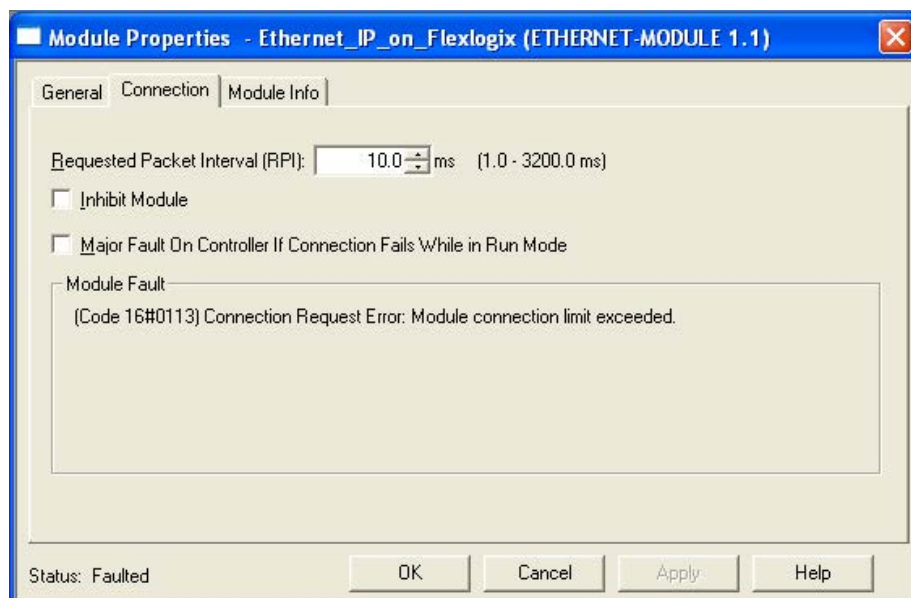 Module Properties - Ethernet_IP_on_Flexlogix (ETHERNET-MODULE 1.1)
General Connection Module Info
Requested Packet Interval (RPI): 10.0 ms (1.0 - 3200.0 ms)
Inhibit Module
Major Fault On Controller If Connection Fails While in Run Mode
Module Fault
(Code 16#0113) Connection Request Error: Module connection limit exceeded.
Status: Faulted OK Cancel Apply Help